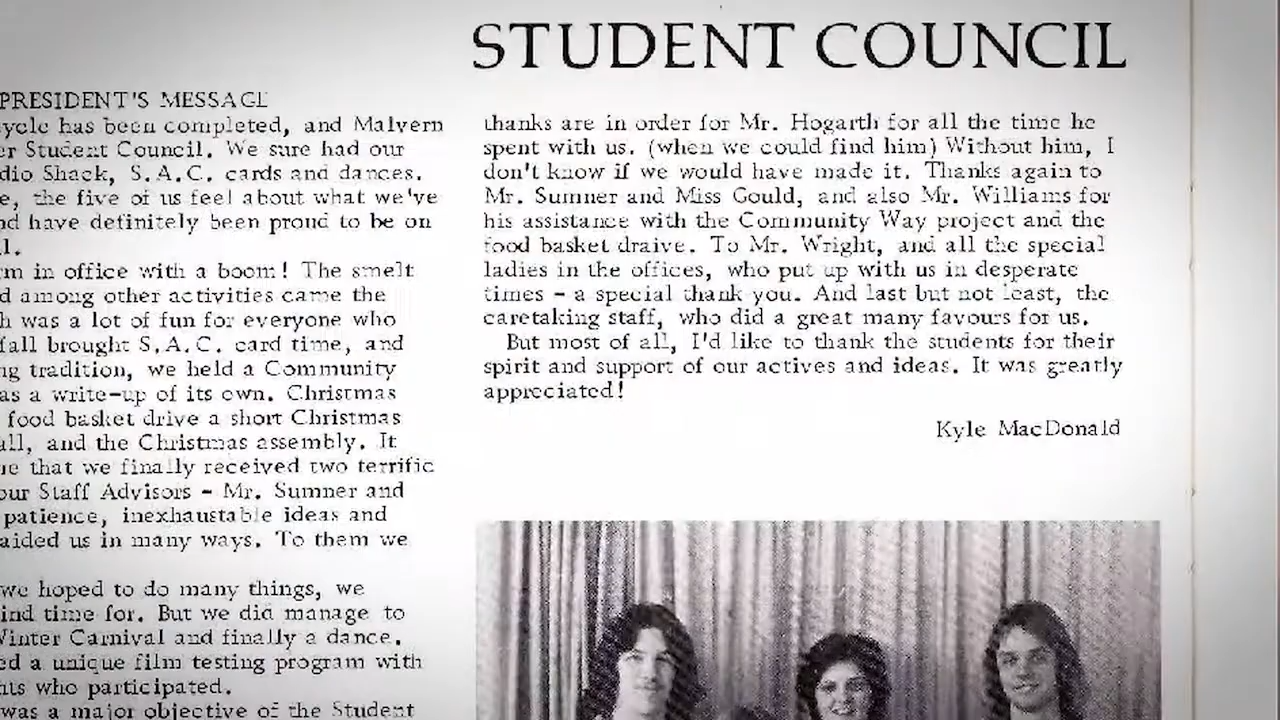 STUDENT COUNCIL
PRESIDENT'S MESSAGE
ycle has been completed, and Malvern
er Student Council. We sure had our
dio Shack, S.A.C. cards and dances.
e, the five of us feel about what we've
nd have definitely been proud to be on
l.
rm in office with a boom! The smelt
d among other activities came the
h was a lot of fun for everyone who
fall brought S.A.C. card time, and
ng tradition, we held a Community
as a write-up of its own. Christmas
food basket drive a short Christmas
all, and the Christmas assembly. It
ne that we finally received two terrific
our Staff Advisors - Mr. Sumner and
patience, inexhaustable ideas and
aided us in many ways. To them we
we hoped to do many things, we
ind time for. But we did manage to
Winter Carnival and finally a dance.
ed a unique film testing program with
nts who participated.
was a major objective of the Student
thanks are in order for Mr. Hogarth for all the time he
spent with us. (when we could find him) Without him, I
don't know if we would have made it. Thanks again to
Mr. Sumner and Miss Gould, and also Mr. Williams for
his assistance with the Community Way project and the
food basket draive. To Mr. Wright, and all the special
ladies in the offices, who put up with us in desperate
times - a special thank-you. And last but not least, the
caretaking staff, who did a great many favours for us.
But most of all, I'd like to thank the students for their
spirit and support of our actives and ideas. It was greatly
appreciated!
Kyle MacDonald